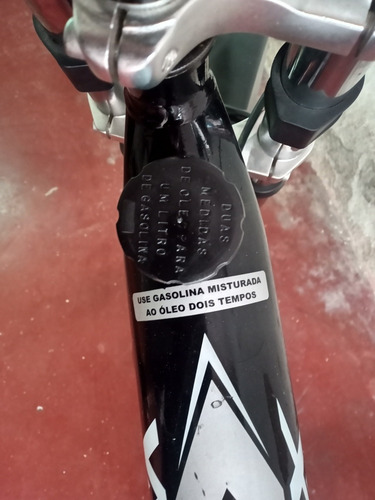 DUAS
MEDIDAS
DE OLEO PARA
UM LITRO
DE GASOLINA
USE GASOLINA MISTURADA
AO ÓLEO DOIS TEMPOS